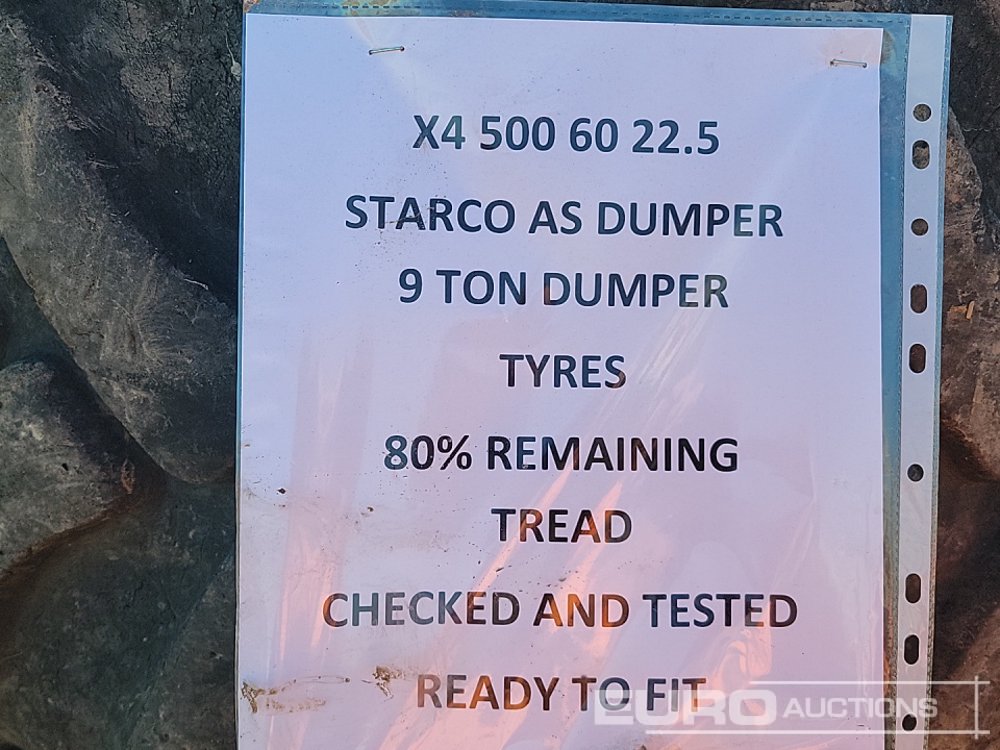 X4 500 60 22.5
STARCO AS DUMPER
9 TON DUMPER
TYRES
80% REMAINING
TREAD
CHECKED AND TESTED
READY TO FIT
EURO AUCTIONS